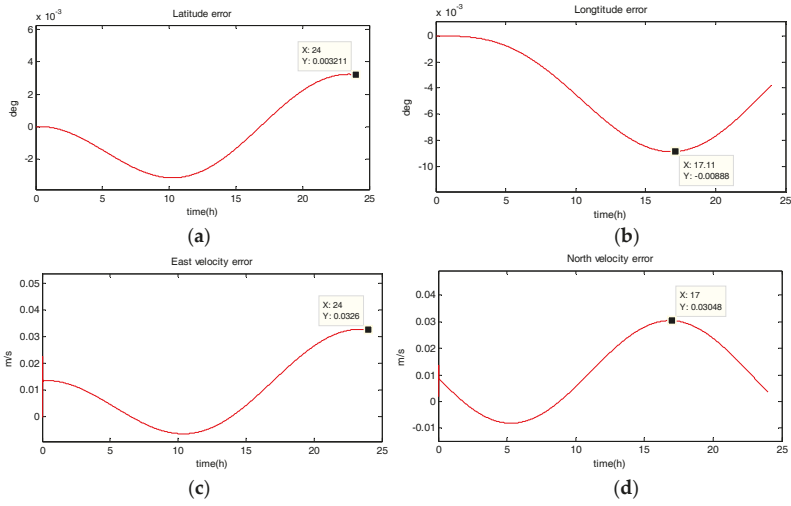 Latitude error
x 10⁻³
6
4
2
0
-2
deg
X: 24
Y: 0.003211
0 5 10 15 20 25
time(h)
(a)
Longtitude error
x 10⁻³
0
-2
-4
-6
-8
-10
deg
X: 17.11
Y: -0.00888
0 5 10 15 20 25
time(h)
(b)
East velocity error
0.05
0.04
0.03
0.02
0.01
0
m/s
X: 24
Y: 0.0326
0 5 10 15 20 25
time(h)
(c)
North velocity error
0.04
0.03
0.02
0.01
0
-0.01
m/s
X: 17
Y: 0.03048
0 5 10 15 20 25
time(h)
(d)